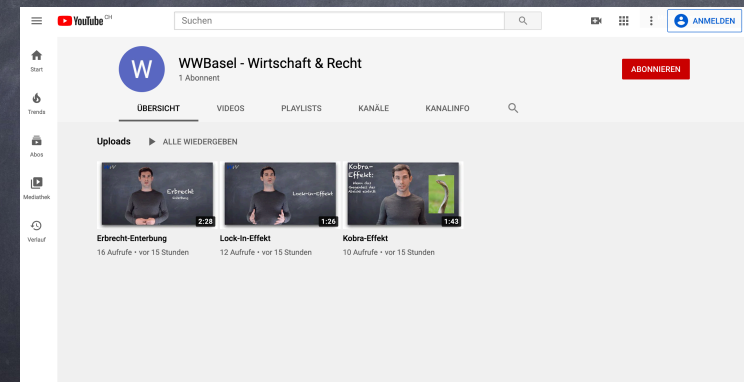 YouTube CH
Suchen
ANMELDEN
Start
Trends
Abos
Mediathek
Verlauf
W
WWBasel - Wirtschaft & Recht
1 Abonnent
ABONNIEREN
ÜBERSICHT VIDEOS PLAYLISTS KANÄLE KANALINFO
Uploads ALLE WIEDERGEBEN
Erbrecht
2:28
Erbrecht-Enterbung
16 Aufrufe • vor 15 Stunden
Lock-in-Effekt
1:26
Lock-In-Effekt
12 Aufrufe • vor 15 Stunden
Kobra-
Effekt:
1:43
Kobra-Effekt
10 Aufrufe • vor 15 Stunden